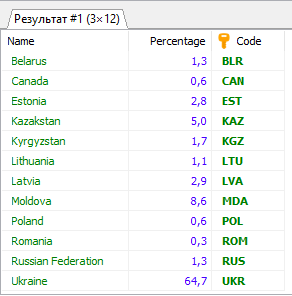 Результат #1 (3×12)
Name Percentage Code
Belarus 1,3 BLR
Canada 0,6 CAN
Estonia 2,8 EST
Kazakstan 5,0 KAZ
Kyrgyzstan 1,7 KGZ
Lithuania 1,1 LTU
Latvia 2,9 LVA
Moldova 8,6 MDA
Poland 0,6 POL
Romania 0,3 ROM
Russian Federation 1,3 RUS
Ukraine 64,7 UKR